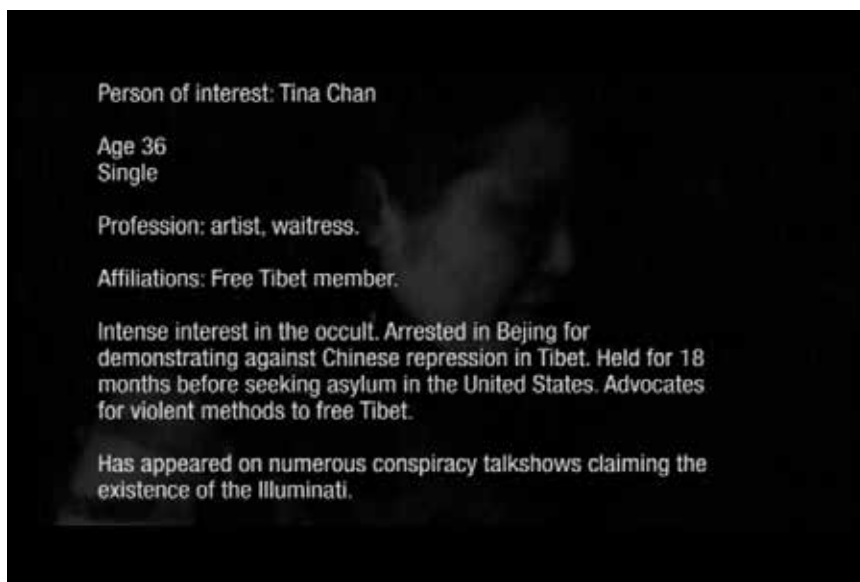 Person of interest: Tina Chan
Age 36
Single
Profession: artist, waitress.
Affiliations: Free Tibet member.
Intense interest in the occult. Arrested in Bejing for
demonstrating against Chinese repression in Tibet. Held for 18
months before seeking asylum in the United States. Advocates
for violent methods to free Tibet.
Has appeared on numerous conspiracy talkshows claiming the
existence of the Illuminati.